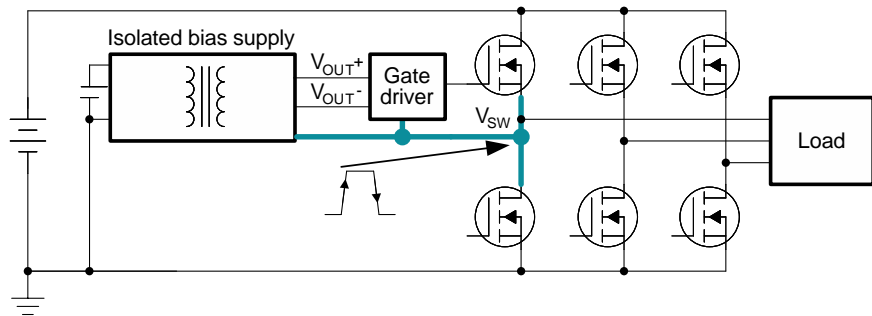 Isolated bias supply
VOUT+
VOUT-
Gate
driver
VSW
Load